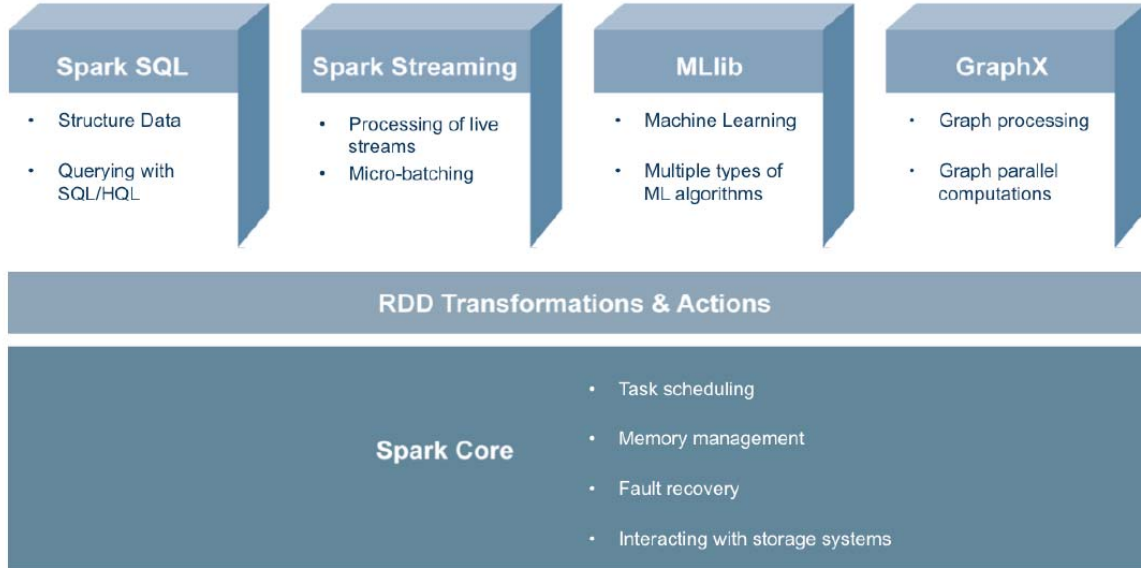 Spark SQL
Structure Data
Querying with
SQL/HQL
Spark Streaming
Processing of live
streams
Micro-batching
MLlib
Machine Learning
Multiple types of
ML algorithms
GraphX
Graph processing
Graph parallel
computations
RDD Transformations & Actions
Spark Core
Task scheduling
Memory management
Fault recovery
Interacting with storage systems